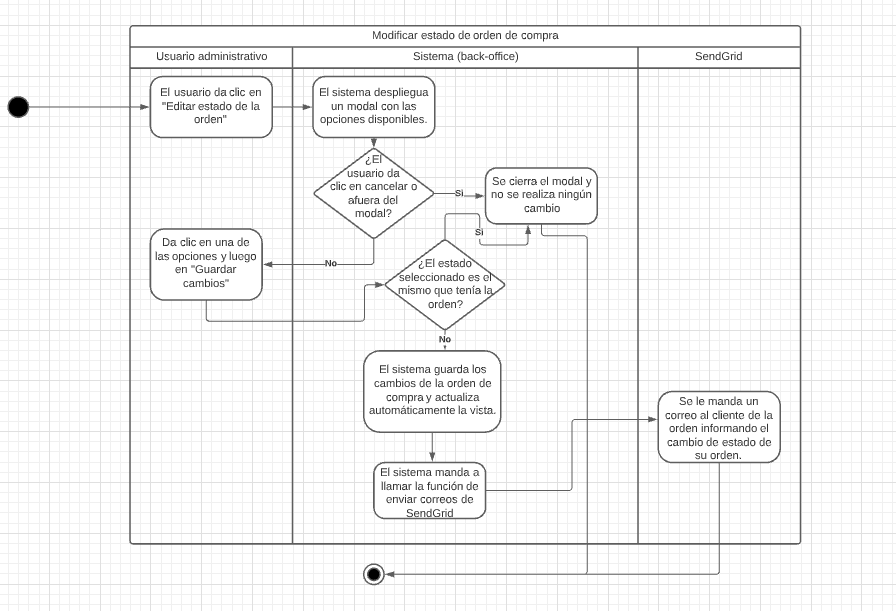 Modificar estado de orden de compra
Usuario administrativo
Sistema (back-office)
SendGrid
El usuario da clic en
"Editar estado de la
orden"
El sistema despliegua
un modal con las
opciones disponibles.
¿El
usuario da
clic en cancelar o
afuera del
modal?
Si
Se cierra el modal y
no se realiza ningún
cambio
No
Da clic en una de
las opciones y luego
en "Guardar
cambios"
Si
¿El estado
seleccionado es el
mismo que tenía la
orden?
No
El sistema guarda los
cambios de la orden de
compra y actualiza
automáticamente la vista.
El sistema manda a
llamar la función de
enviar correos de
SendGrid
Se le manda un
correo al cliente de la
orden informando el
cambio de estado de
su orden.